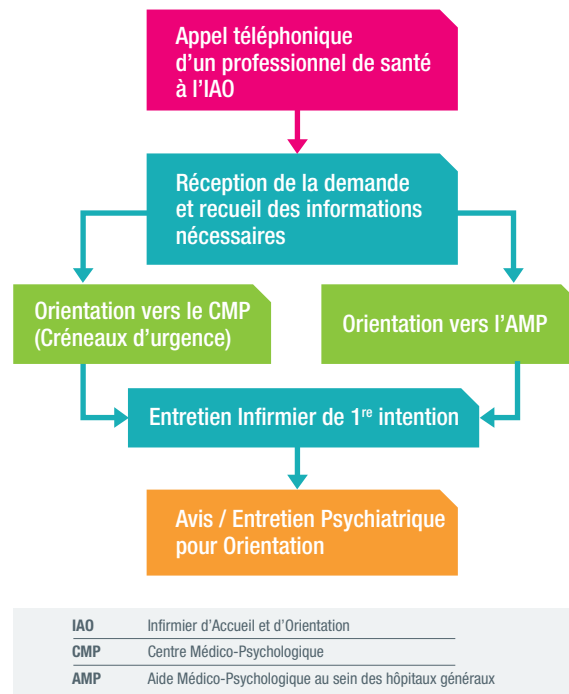 Appel téléphonique
d’un professionnel de santé
à l’IAO
Réception de la demande
et recueil des informations
nécessaires
Orientation vers le CMP
(Créneaux d’urgence)
Orientation vers l’AMP
Entretien Infirmier de 1re intention
Avis / Entretien Psychiatrique
pour Orientation
IAO Infirmier d’Accueil et d’Orientation
CMP Centre Médico-Psychologique
AMP Aide Médico-Psychologique au sein des hôpitaux généraux